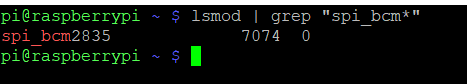 pi@raspberrypi ~ $ lsmod | grep "spi_bcm*"
spi_bcm2835             7074  0
pi@raspberrypi ~ $